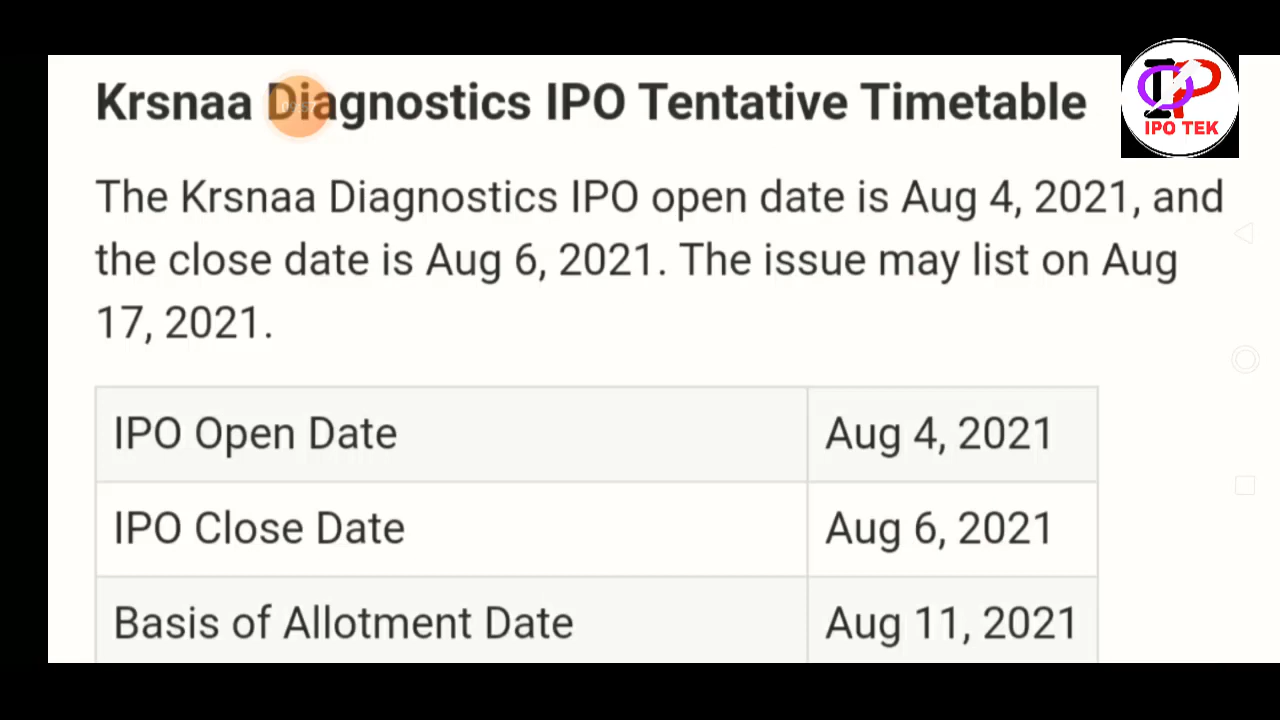 Krsnaa Diagnostics IPO Tentative Timetable
IPO TEK
The Krsnaa Diagnostics IPO open date is Aug 4, 2021, and
the close date is Aug 6, 2021. The issue may list on Aug
17, 2021.
IPO Open Date Aug 4, 2021
IPO Close Date Aug 6, 2021
Basis of Allotment Date Aug 11, 2021